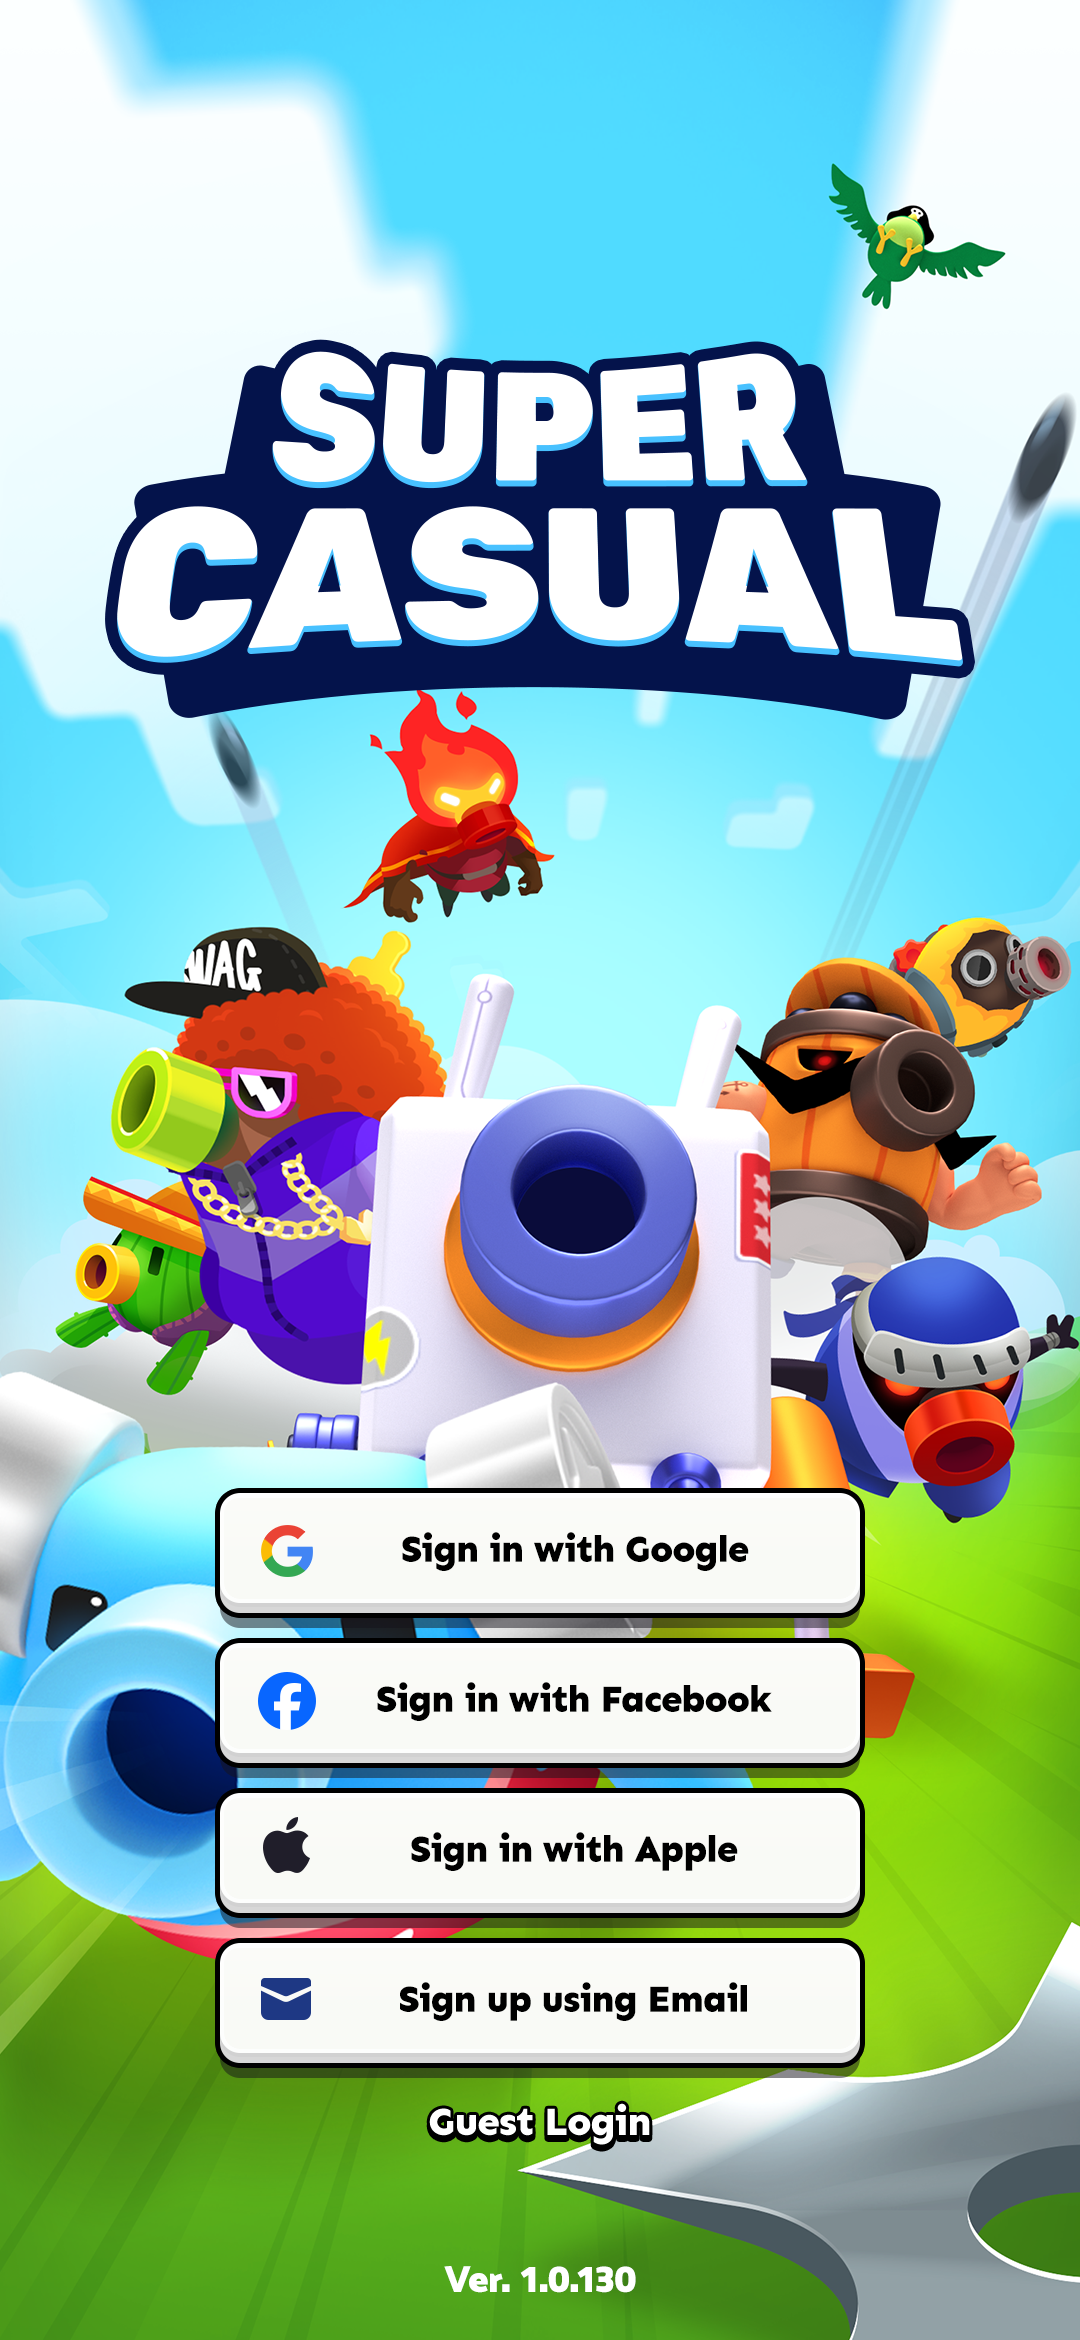 SUPER
CASUAL
WAG
Sign in with Google
Sign in with Facebook
Sign in with Apple
Sign up using Email
Guest Login
Ver. 1.0.130